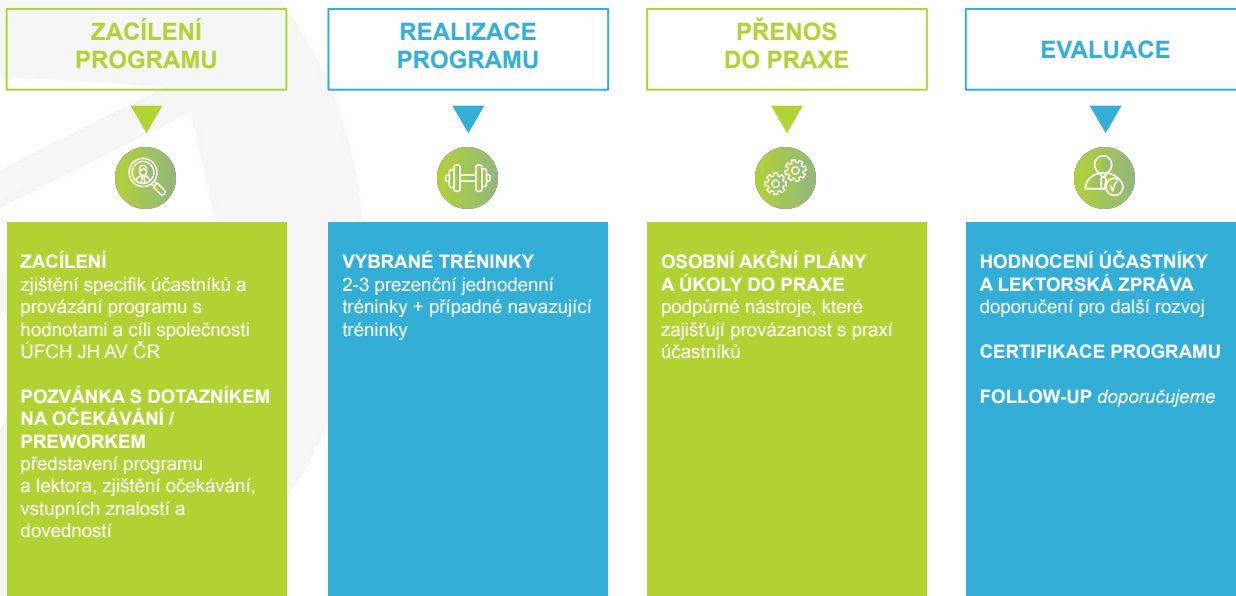 ZACÍLENÍ
PROGRAMU
REALIZACE
PROGRAMU
PŘENOS
DO PRAXE
EVALUACE
ZACÍLENÍ
zjištění specifik účastníků a
provázání programu s
hodnotami a cíli společnosti
ÚFCH JH AV ČR
POZVÁNKA S DOTAZNÍKEM
NA OČEKÁVÁNÍ /
PREWORKEM
představení programu
a lektora, zjištění očekávání,
vstupních znalostí a
dovedností
VYBRANÉ TRÉNINKY
2-3 prezenční jednodenní
tréninky + případné navazující
tréninky
OSOBNÍ AKČNÍ PLÁNY
A ÚKOLY DO PRAXE
podpůrné nástroje, které
zajišťují provázanost s praxí
účastníků
HODNOCENÍ ÚČASTNÍKY
A LEKTORSKÁ ZPRÁVA
doporučení pro další rozvoj
CERTIFIKACE PROGRAMU
FOLLOW-UP doporučujeme